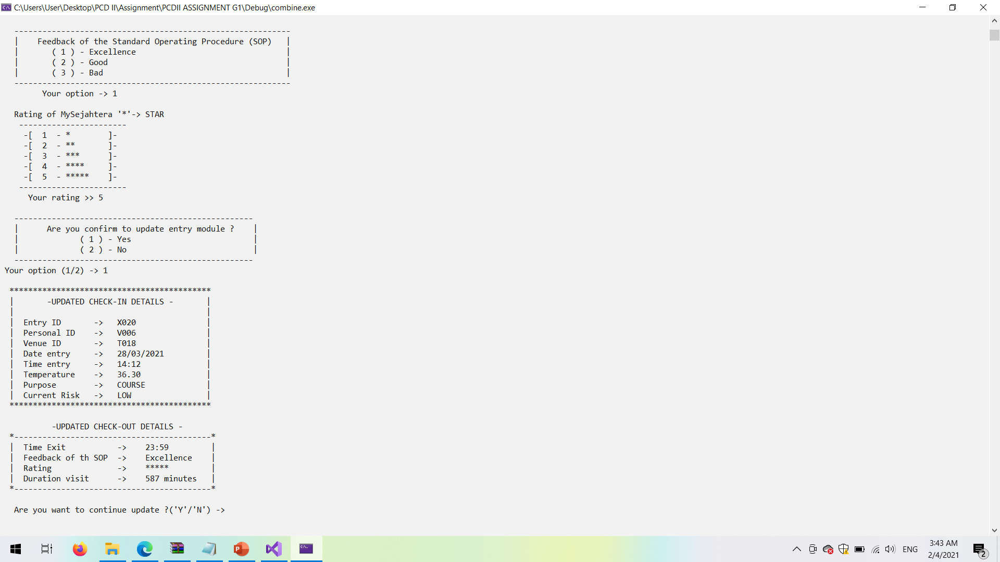 C:\Users\User\Desktop\PCD II\Assignment\PCDII ASSIGNMENT G1\Debug\combine.exe
-----------------------------------------------------------
|    Feedback of the Standard Operating Procedure (SOP)   |
|       ( 1 ) - Excellence                                |
|       ( 2 ) - Good                                      |
|       ( 3 ) - Bad                                       |
-----------------------------------------------------------
Your option -> 1
Rating of MySejahtera '*'-> STAR
-----------------------
-[  1  - *        ]-
-[  2  - **       ]-
-[  3  - ***      ]-
-[  4  - ****     ]-
-[  5  - *****    ]-
-----------------------
Your rating >> 5
---------------------------------------------------
|      Are you confirm to update entry module ?    |
|             ( 1 ) - Yes                          |
|             ( 2 ) - No                           |
---------------------------------------------------
Your option (1/2) -> 1
*******************************************
|       -UPDATED CHECK-IN DETAILS -       |
|                                         |
|  Entry ID       ->   X020               |
|  Personal ID    ->   V006               |
|  Venue ID       ->   T018               |
|  Date entry     ->   28/03/2021         |
|  Time entry     ->   14:12              |
|  Temperature    ->   36.30              |
|  Purpose        ->   COURSE             |
|  Current Risk   ->   LOW                |
*******************************************
-UPDATED CHECK-OUT DETAILS -
*------------------------------------------*
|  Time Exit           ->    23:59         |
|  Feedback of th SOP  ->    Excellence    |
|  Rating              ->    *****         |
|  Duration visit      ->    587 minutes   |
*------------------------------------------*
Are you want to continue update ?('Y'/'N') ->
ENG
3:43 AM
2/4/2021
2